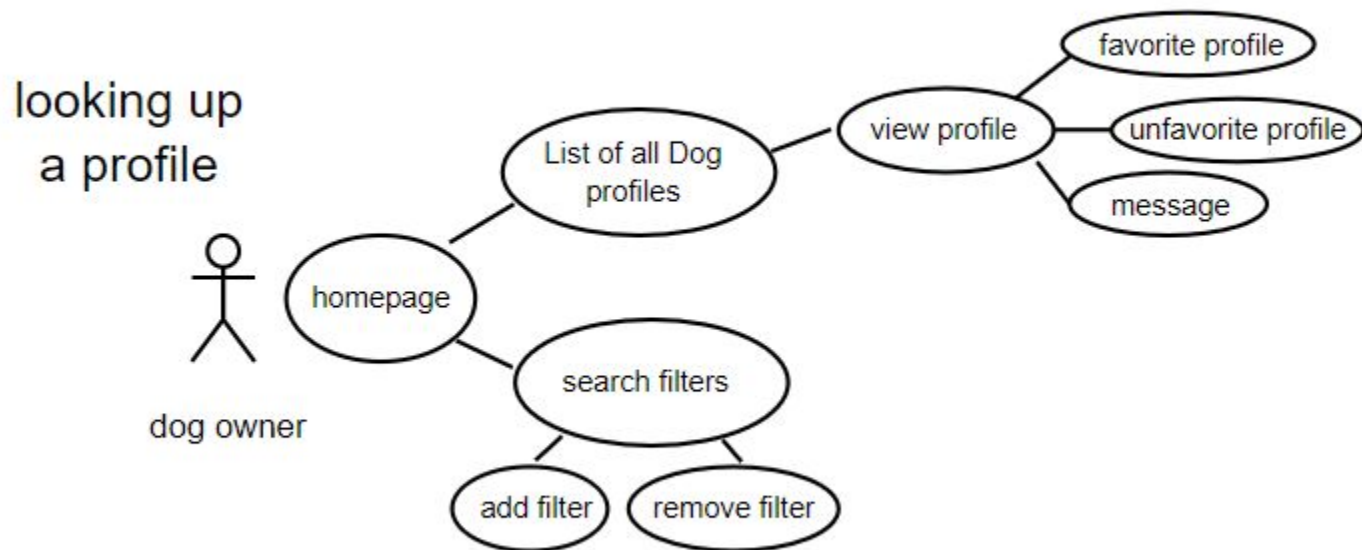 looking up
a profile
dog owner
homepage
List of all Dog
profiles
view profile
favorite profile
unfavorite profile
message
search filters
add filter
remove filter